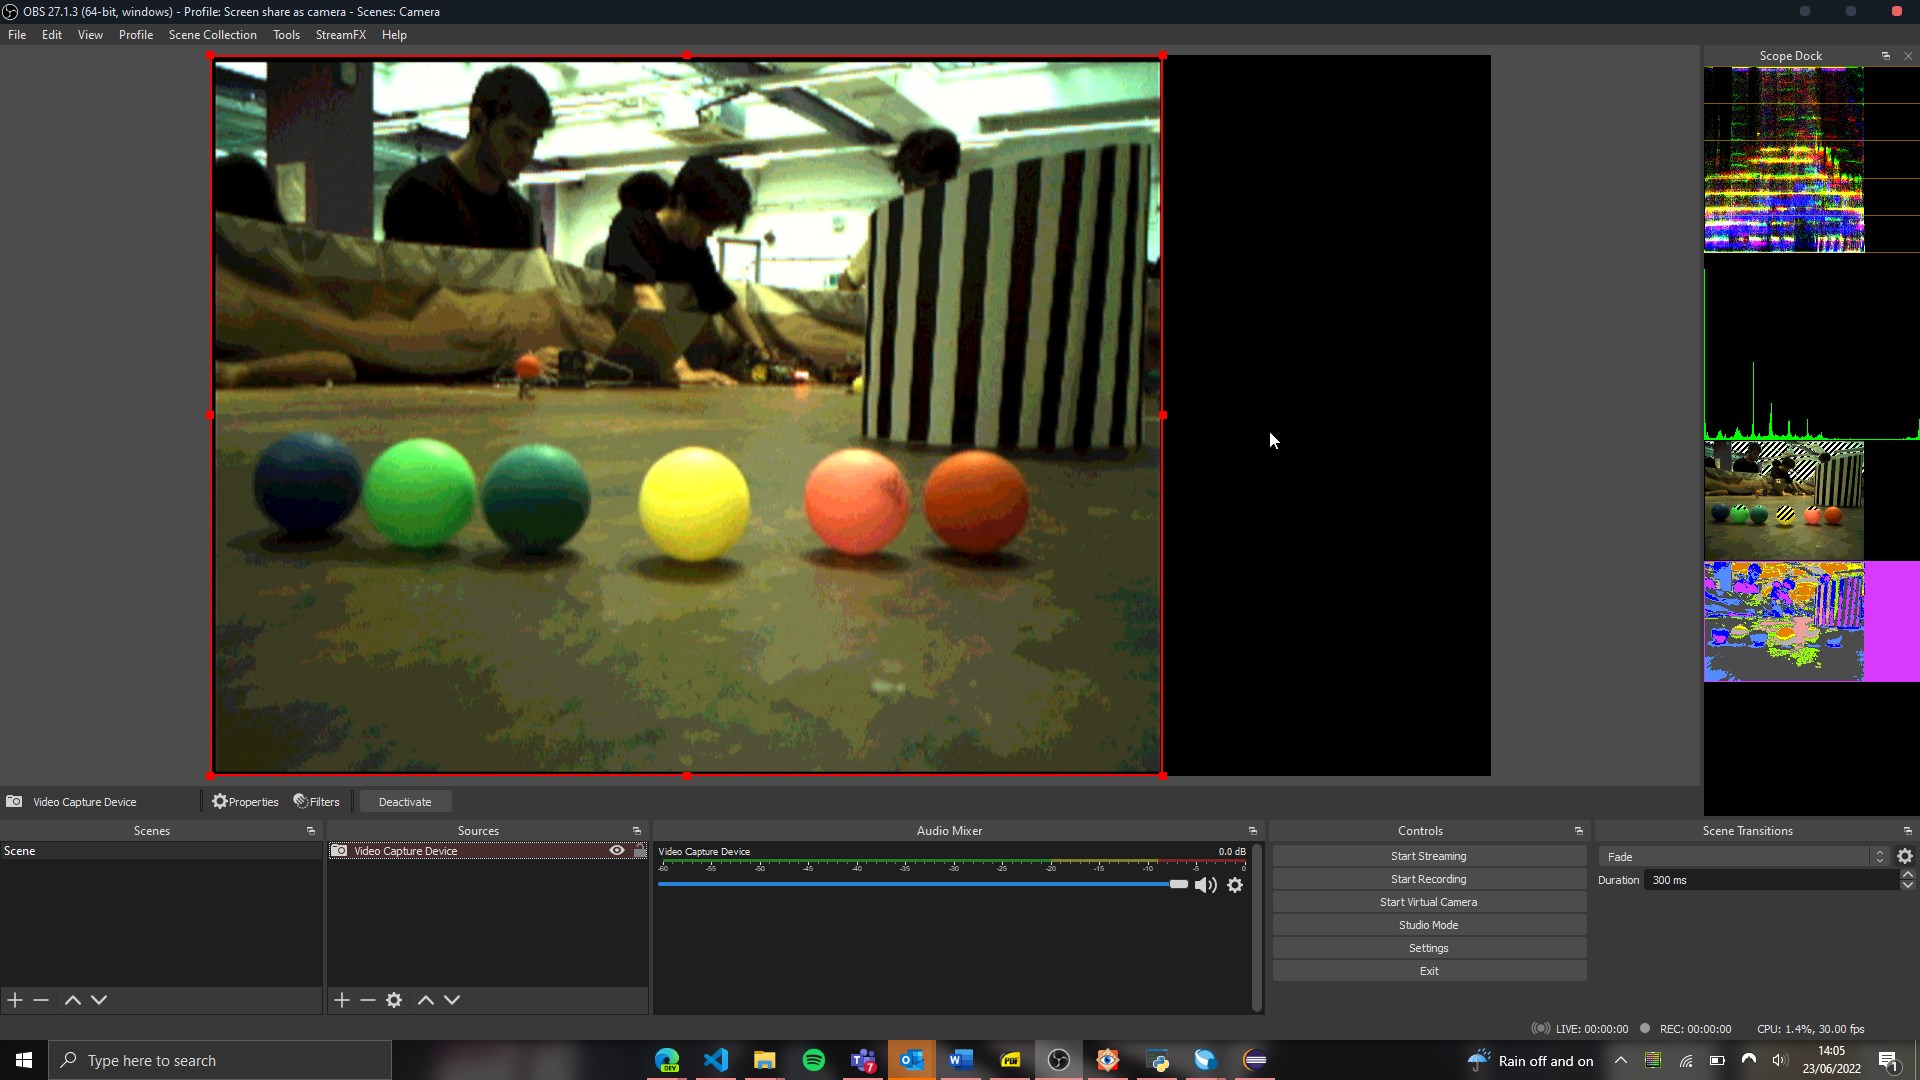 OBS 27.1.3 (64-bit, windows) - Profile: Screen share as camera - Scenes: Camera
File Edit View Profile Scene Collection Tools StreamFX Help
Scope Dock
Video Capture Device Properties Filters Deactivate
Scenes
Scene
Sources
Video Capture Device
Audio Mixer
Video Capture Device 0.0 dB
-60 -55 -50 -45 -40 -35 -30 -25 -20 -15 -10 -5 0
Controls
Start Streaming
Start Recording
Start Virtual Camera
Studio Mode
Settings
Exit
Scene Transitions
Fade
Duration 300 ms
LIVE: 00:00:00 REC: 00:00:00 CPU: 1.4%, 30.00 fps
Type here to search
DEV
7
PDF
Rain off and on
14:05
23/06/2022
1